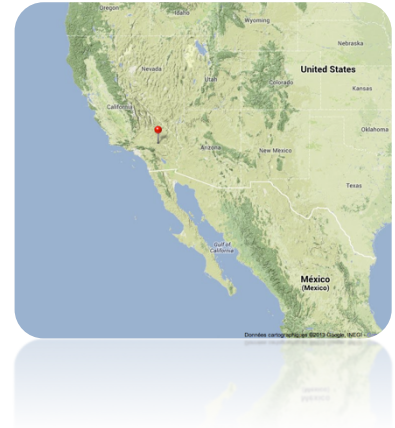 Oregon
Idaho
Wyoming
Nebraska
Nevada
United States
Utah
Colorado
Kansas
California
Oklahoma
Arizona
New Mexico
Texas
Gulf of
California
México
(Mexico)
Données cartographiques ©2013 Google, INEGI -